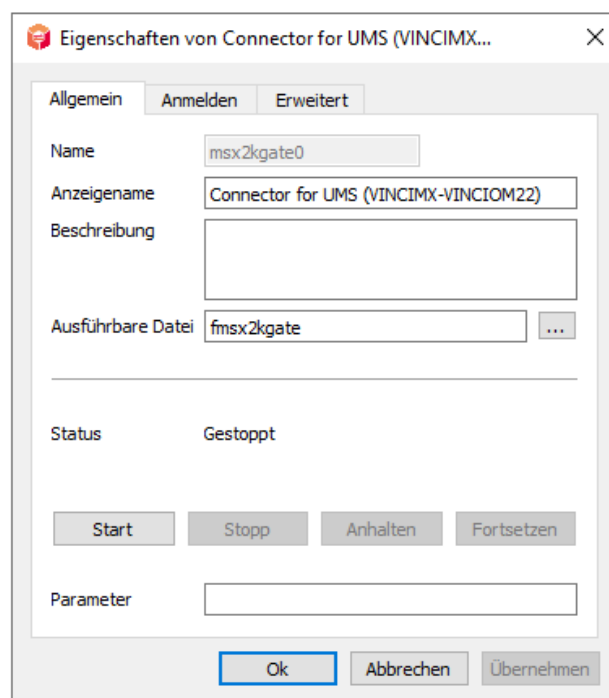 Eigenschaften von Connector for UMS (VINCIMX...
Allgemein Anmelden Erweitert
Name msx2kgate0
Anzeigename Connector for UMS (VINCIMX-VINCIOM22)
Beschreibung
Ausführbare Datei fmsx2kgate ...
Status Gestoppt
Start Stopp Anhalten Fortsetzen
Parameter
Ok Abbrechen Übernehmen